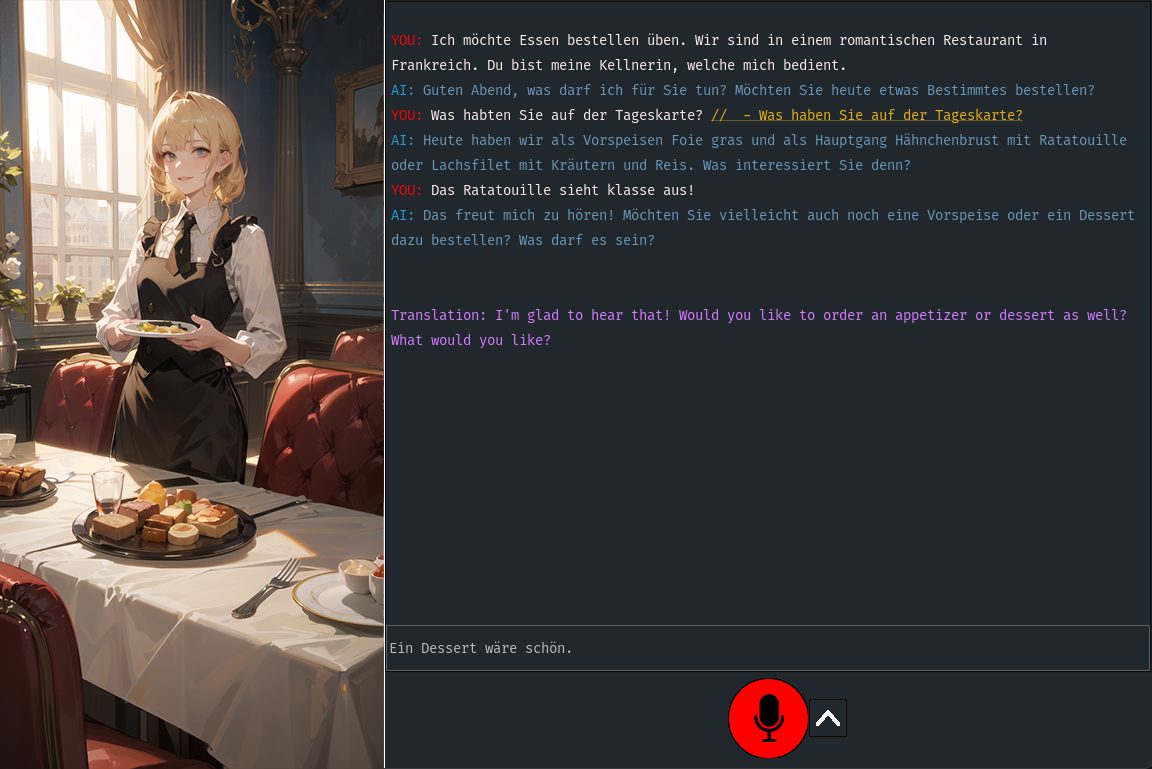 YOU: Ich möchte Essen bestellen üben. Wir sind in einem romantischen Restaurant in
Frankreich. Du bist meine Kellnerin, welche mich bedient.
AI: Guten Abend, was darf ich für Sie tun? Möchten Sie heute etwas Bestimmtes bestellen?
YOU: Was habten Sie auf der Tageskarte? //  - Was haben Sie auf der Tageskarte?
AI: Heute haben wir als Vorspeisen Foie gras und als Hauptgang Hähnchenbrust mit Ratatouille
oder Lachsfilet mit Kräutern und Reis. Was interessiert Sie denn?
YOU: Das Ratatouille sieht klasse aus!
AI: Das freut mich zu hören! Möchten Sie vielleicht auch noch eine Vorspeise oder ein Dessert
dazu bestellen? Was darf es sein?
Translation: I'm glad to hear that! Would you like to order an appetizer or dessert as well?
What would you like?
Ein Dessert wäre schön.